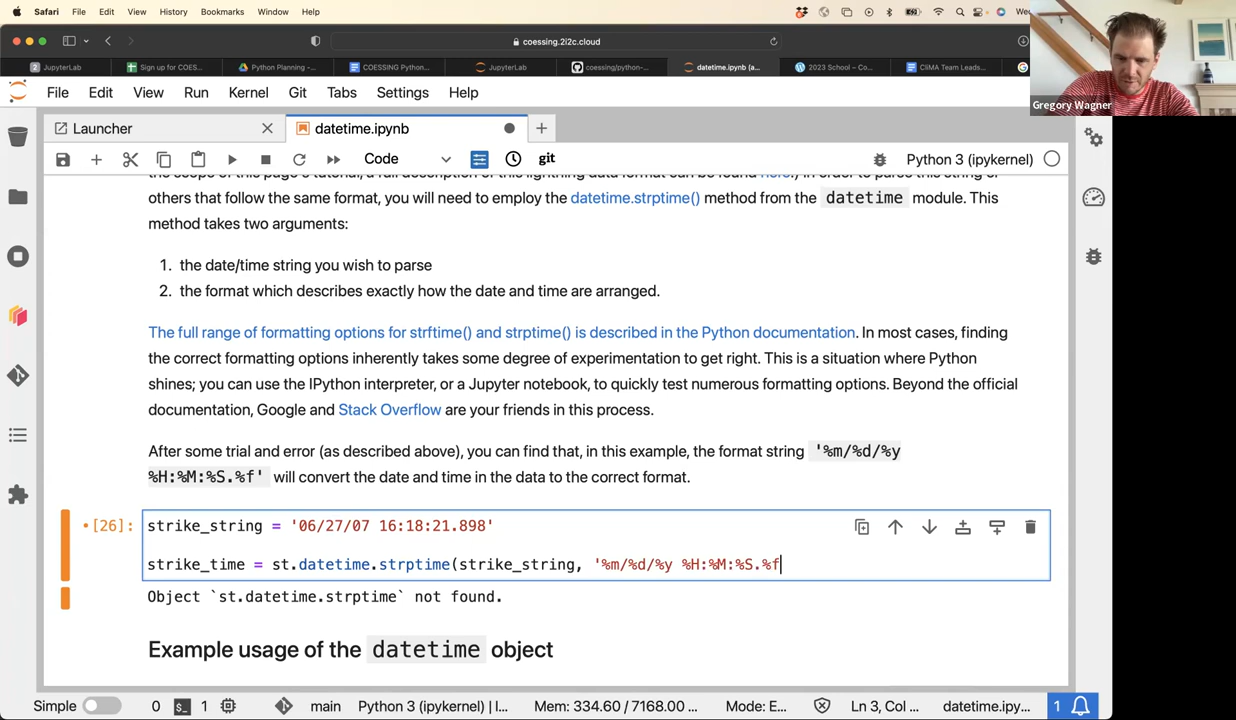 Safari File Edit View History Bookmarks Window Help
coessing.2i2c.cloud
JupyterLab Sign up for COES... Python Planning -... COESSING Python... JupyterLab coessing/python-... datetime.ipynb (a... 2023 School – Co... CliMA Team Leads...
Gregory Wagner
File Edit View Run Kernel Git Tabs Settings Help
Launcher datetime.ipynb
Code git Python 3 (ipykernel)
others that follow the same format, you will need to employ the datetime.strptime() method from the datetime module. This
method takes two arguments:
1. the date/time string you wish to parse
2. the format which describes exactly how the date and time are arranged.
The full range of formatting options for strftime() and strptime() is described in the Python documentation. In most cases, finding
the correct formatting options inherently takes some degree of experimentation to get right. This is a situation where Python
shines; you can use the IPython interpreter, or a Jupyter notebook, to quickly test numerous formatting options. Beyond the official
documentation, Google and Stack Overflow are your friends in this process.
After some trial and error (as described above), you can find that, in this example, the format string '%m/%d/%y
%H:%M:%S.%f' will convert the date and time in the data to the correct format.
[26]: strike_string = '06/27/07 16:18:21.898'
strike_time = st.datetime.strptime(strike_string, '%m/%d/%y %H:%M:%S.%f
Object `st.datetime.strptime` not found.
Example usage of the datetime object
Simple 0 1 main Python 3 (ipykernel) | I... Mem: 334.60 / 7168.00 ... Mode: E... Ln 3, Col ... datetime.ipy... 1